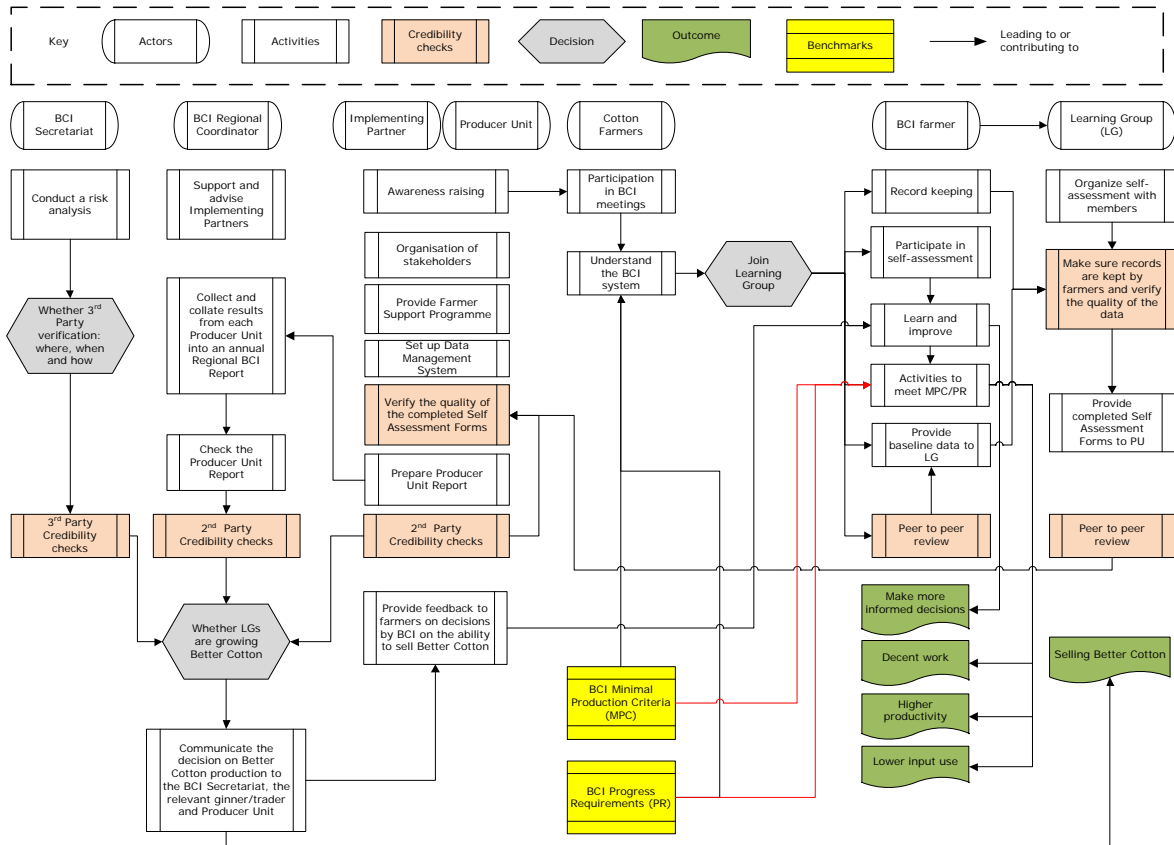 Key
Actors
Activities
Credibility
checks
Decision
Outcome
Benchmarks
Leading to or
contributing to
BCI
Secretariat
BCI Regional
Coordinator
Implementing
Partner
Producer Unit
Cotton
Farmers
BCI farmer
Learning Group
(LG)
Conduct a risk
analysis
Whether 3rd
Party
verification:
where, when
and how
3rd Party
Credibility
checks
Support and
advise
Implementing
Partners
Collect and
collate results
from each
Producer Unit
into an annual
Regional BCI
Report
Check the
Producer Unit
Report
2nd Party
Credibility checks
Whether LGs
are growing
Better Cotton
Communicate the
decision on Better
Cotton production to
the BCI Secretariat, the
relevant ginner/trader
and Producer Unit
Awareness raising
Organisation of
stakeholders
Provide Farmer
Support Programme
Set up Data
Management
System
Verify the quality of
the completed Self
Assessment Forms
Prepare Producer
Unit Report
2nd Party
Credibility checks
Provide feedback to
farmers on decisions
by BCI on the ability
to sell Better Cotton
Participation
in BCI
meetings
Understand
the BCI
system
BCI Minimal
Production Criteria
(MPC)
BCI Progress
Requirements (PR)
Join
Learning
Group
Record keeping
Participate in
self-assessment
Learn and
improve
Activities to
meet MPC/PR
Provide
baseline data to
LG
Peer to peer
review
Make more
informed decisions
Decent work
Higher
productivity
Lower input use
Organize self-
assessment with
members
Make sure records
are kept by
farmers and verify
the quality of the
data
Provide
completed Self
Assessment
Forms to PU
Peer to peer
review
Selling Better Cotton